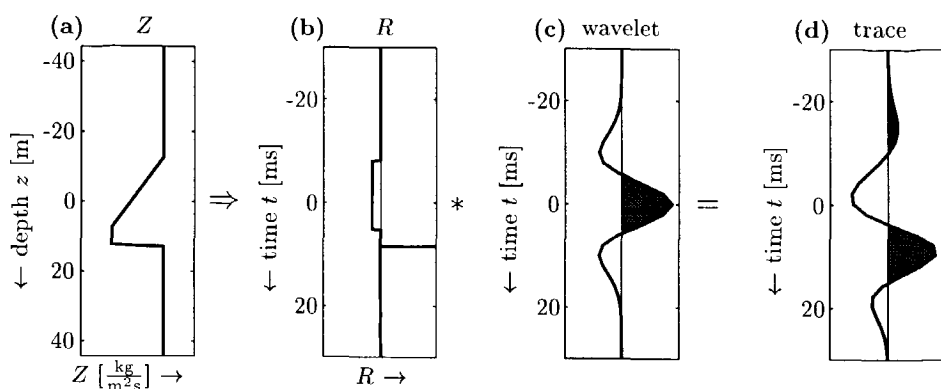 (a) Z
-40
-20
0
20
40
← depth z [m]
Z [kg/m²s] →
⇒
(b) R
-20
0
20
← time t [ms]
R →
*
(c) wavelet
-20
0
20
← time t [ms]
=
(d) trace
-20
0
20
← time t [ms]